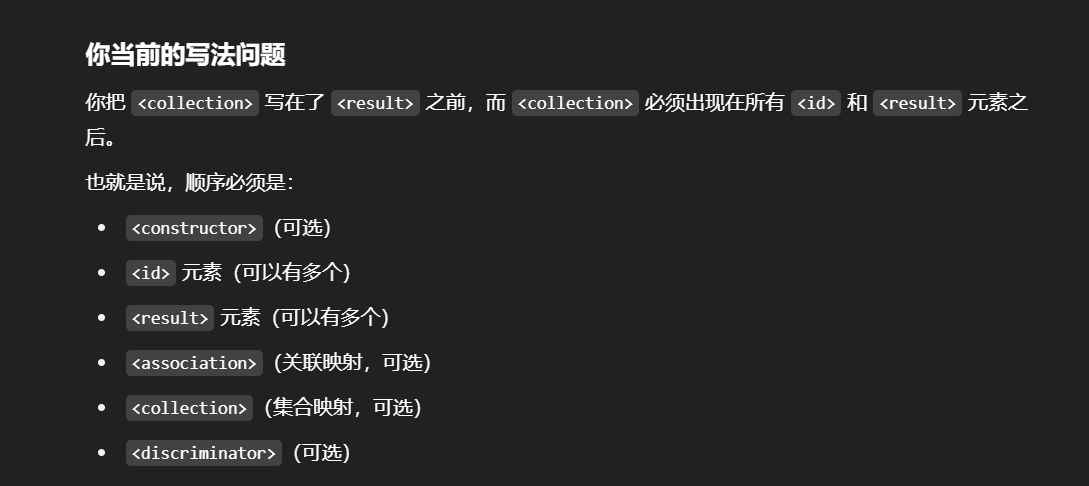 你当前的写法问题
你把 <collection> 写在了 <result> 之前，而 <collection> 必须出现在所有 <id> 和 <result> 元素之
后。
也就是说，顺序必须是：
• <constructor>（可选）
• <id> 元素（可以有多个）
• <result> 元素（可以有多个）
• <association>（关联映射，可选）
• <collection>（集合映射，可选）
• <discriminator>（可选）